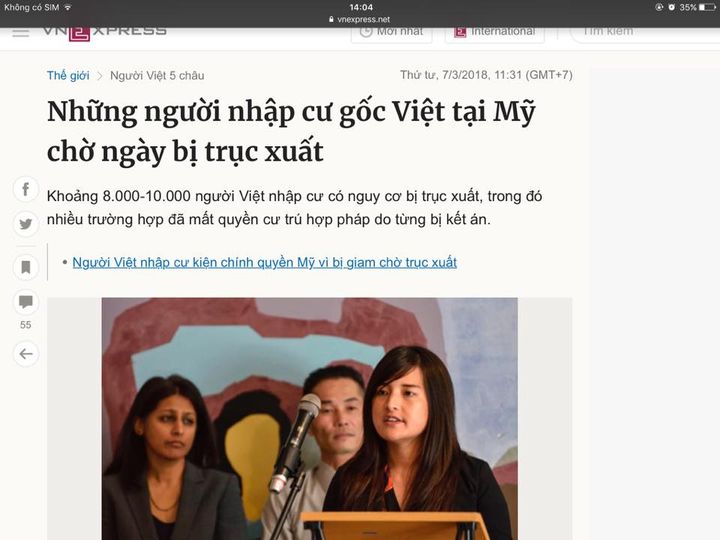 Không có SIM 14:04 35%
vnexpress.net
VNEXPRESS Mới nhất International Tìm kiếm
Thế giới Người Việt 5 châu Thứ tư, 7/3/2018, 11:31 (GMT+7)
Những người nhập cư gốc Việt tại Mỹ
chờ ngày bị trục xuất
Khoảng 8.000-10.000 người Việt nhập cư có nguy cơ bị trục xuất, trong đó
nhiều trường hợp đã mất quyền cư trú hợp pháp do từng bị kết án.
Người Việt nhập cư kiện chính quyền Mỹ vì bị giam chờ trục xuất
55